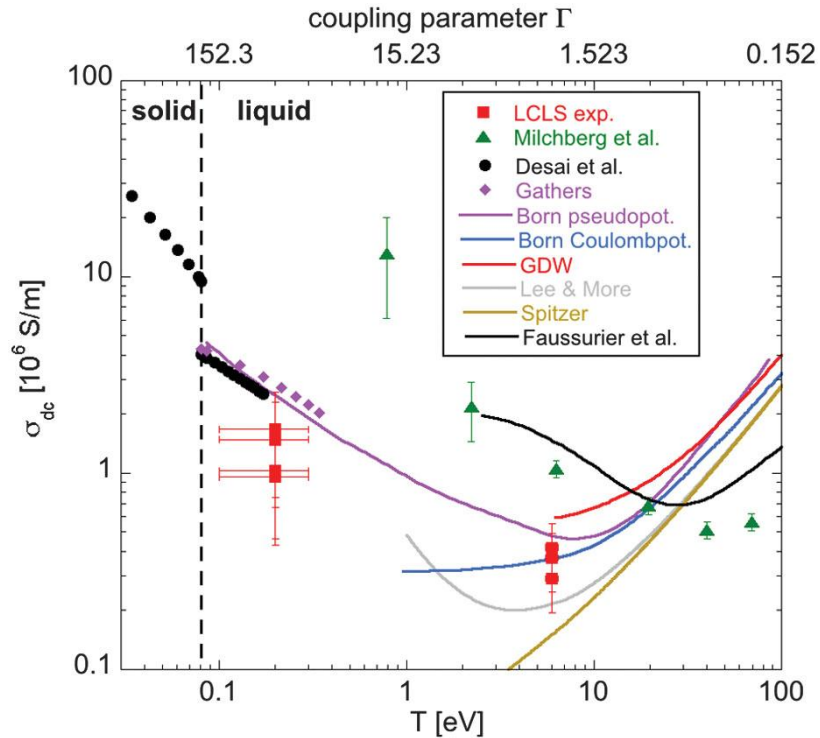 coupling parameter Γ
152.3 15.23 1.523 0.152
100
solid liquid
LCLS exp.
Milchberg et al.
Desai et al.
Gathers
Born pseudopot.
Born Coulombpot.
GDW
Lee & More
Spitzer
Faussurier et al.
10
σdc [10⁶ S/m]
1
0.1
0.1 1 10 100
T [eV]